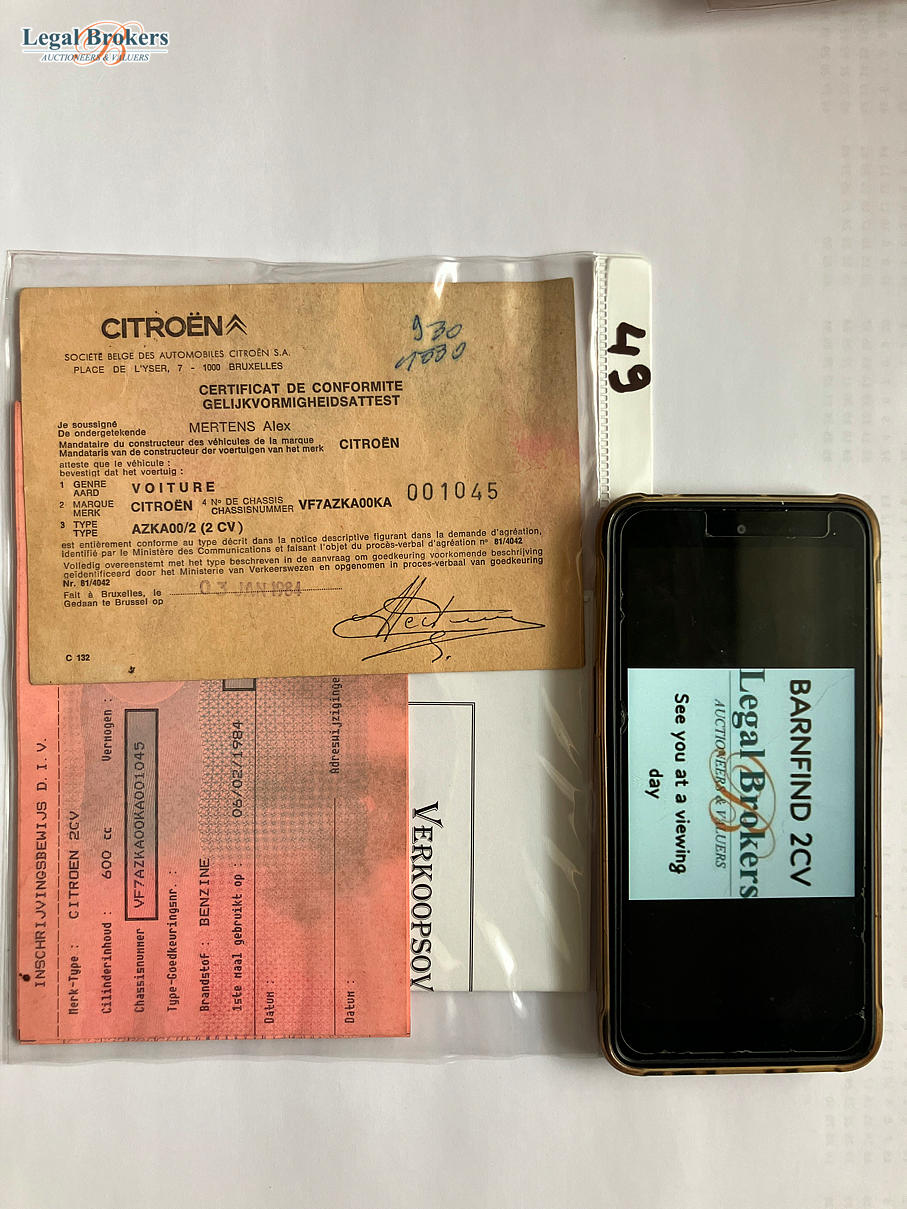 Legal Brokers
AUCTIONEERS & VALUERS
49
CITROËN
930
1030
SOCIÉTÉ BELGE DES AUTOMOBILES CITROËN S.A.
PLACE DE L'YSER, 7 - 1000 BRUXELLES
CERTIFICAT DE CONFORMITE
GELIJKVORMIGHEIDSATTEST
Je soussigné
De ondergetekende MERTENS Alex
Mandataire du constructeur des véhicules de la marque
Mandataris van de constructeur der voertuigen van het merk CITROËN
atteste que le véhicule :
bevestigt dat het voertuig :
1 GENRE
AARD VOITURE
2 MARQUE
MERK CITROËN 4 Nº DE CHASSIS
CHASSISNUMMER VF7AZKA00KA 001045
3 TYPE
TYPE AZKA00/2 (2 CV)
est entièrement conforme au type décrit dans la notice descriptive figurant dans la demande d'agréation,
identifié par le Ministère des Communications et faisant l'objet du procès-verbal d'agréation nº 81/4042
Volledig overeenstemt met het type beschreven in de aanvraag om goedkeuring voorkomende beschrijving
geïdentificeerd door het Ministerie van Verkeerswezen en opgenomen in proces-verbaal van goedkeuring
Nr. 81/4042
Fait à Bruxelles, le
Gedaan te Brussel op 03 JAN 1984
C 132
INSCHRIJVINGSBEWIJS D.I.V.
Merk-Type : CITROEN 2CV
Cilinderinhoud : 600 cc Vermogen :
Chassisnummer VF7AZKA00KA001045
Type-Goedkeuringsnr. :
Brandstof : BENZINE
1ste maal gebruikt op : 06/02/1984
Datum :
Adreswijziginge
Datum :
VERKOOPSOV
BARNFIND 2CV
Legal Brokers
AUCTIONEERS & VALUERS
See you at a viewing
day